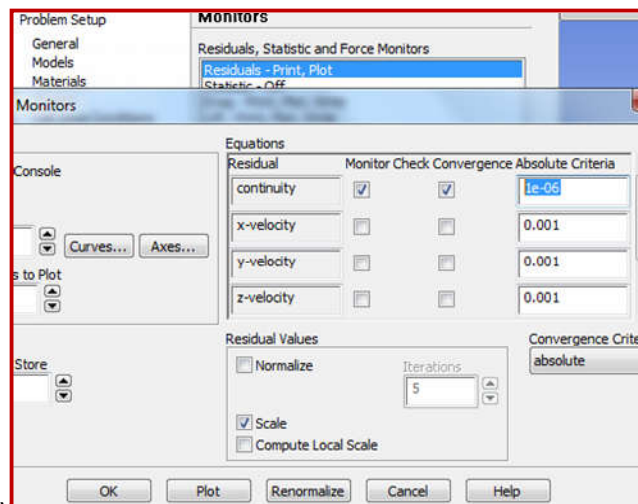 Problem Setup
Monitors
General
Models
Materials
Residuals, Statistic and Force Monitors
Residuals - Print, Plot
Statistic - Off
Monitors
Console
Equations
Residual Monitor Check Convergence Absolute Criteria
continuity 1e-06
x-velocity 0.001
Curves... Axes...
y-velocity 0.001
s to Plot
z-velocity 0.001
Residual Values
Convergence Crite
Store
Normalize
Iterations
absolute
5
Scale
Compute Local Scale
OK Plot Renormalize Cancel Help